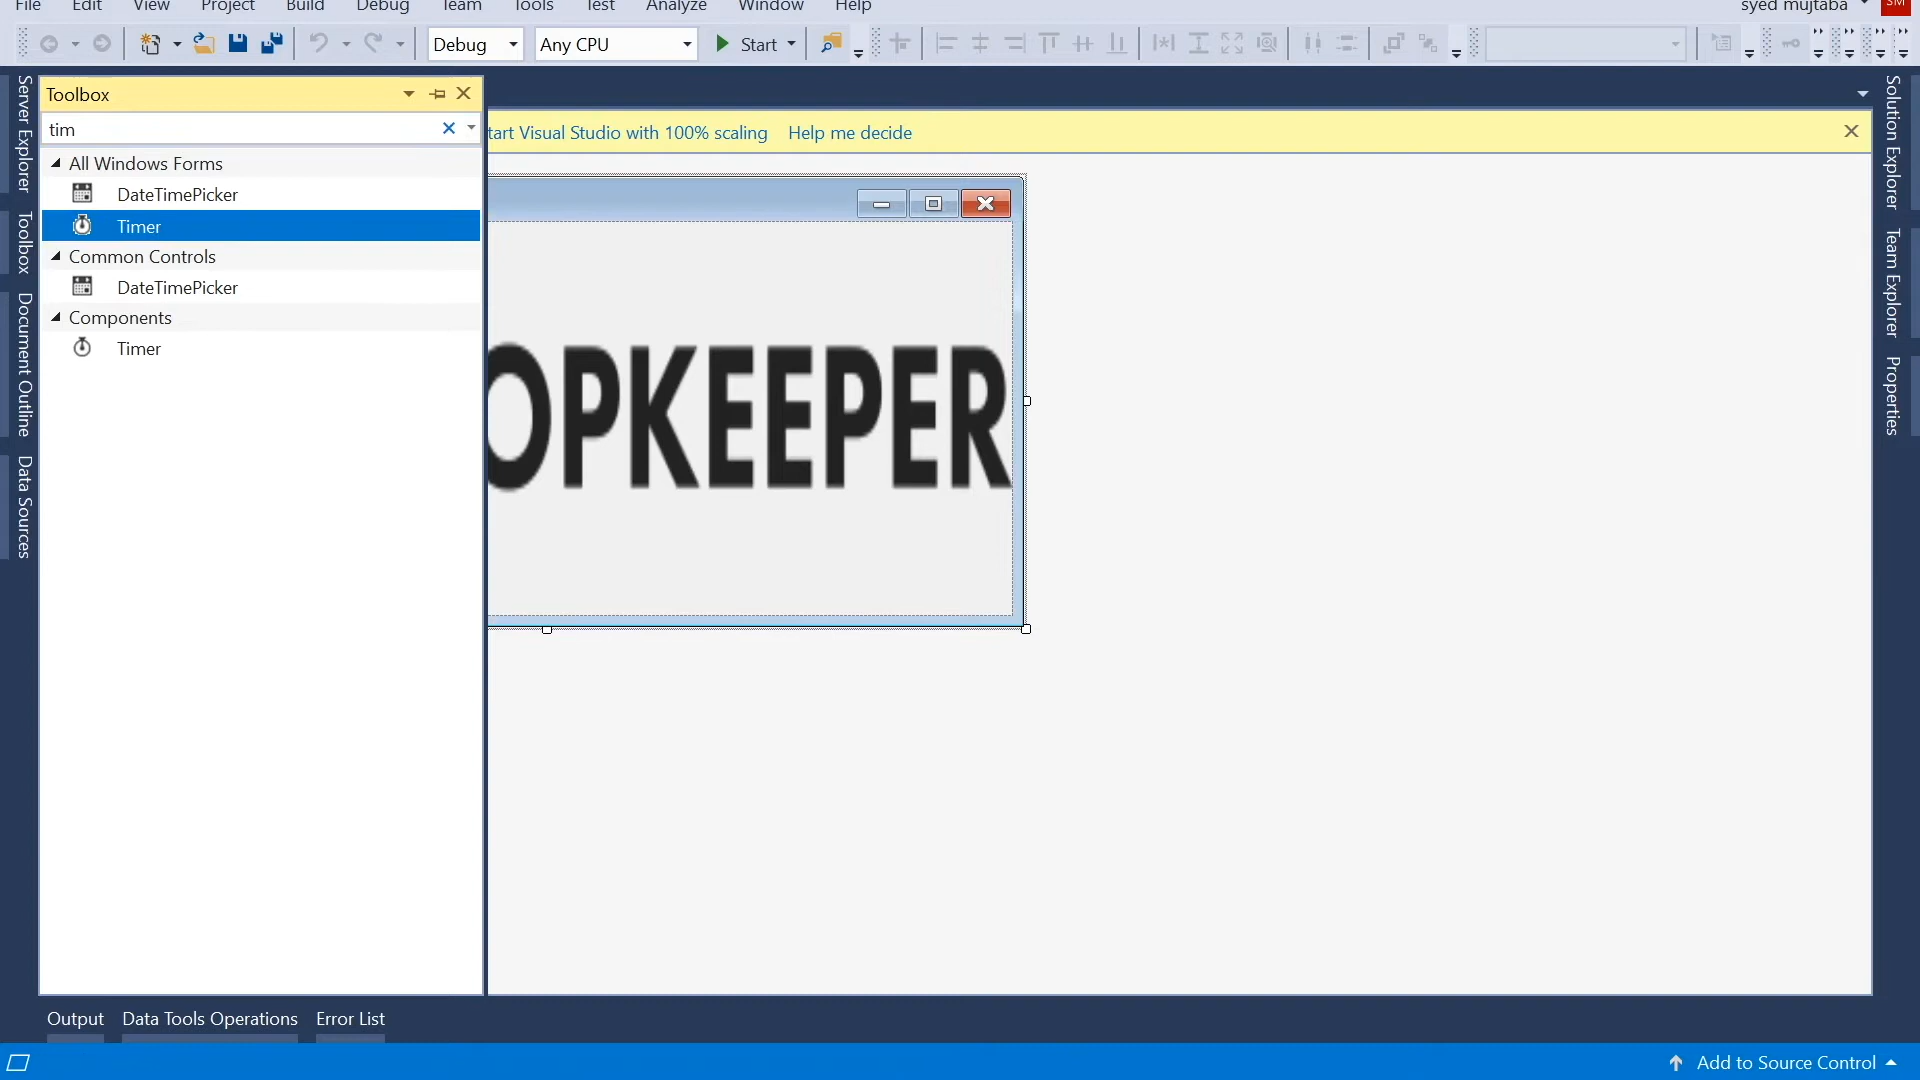 File Edit View Project Build Debug Team Tools Test Analyze Window Help syed mujtaba SM
Debug Any CPU Start
Server Explorer
Toolbox
Document Outline
Data Sources
Toolbox
tim
All Windows Forms
DateTimePicker
Timer
Common Controls
DateTimePicker
Components
Timer
tart Visual Studio with 100% scaling Help me decide
OPKEEPER
Solution Explorer
Team Explorer
Properties
Output Data Tools Operations Error List
Add to Source Control